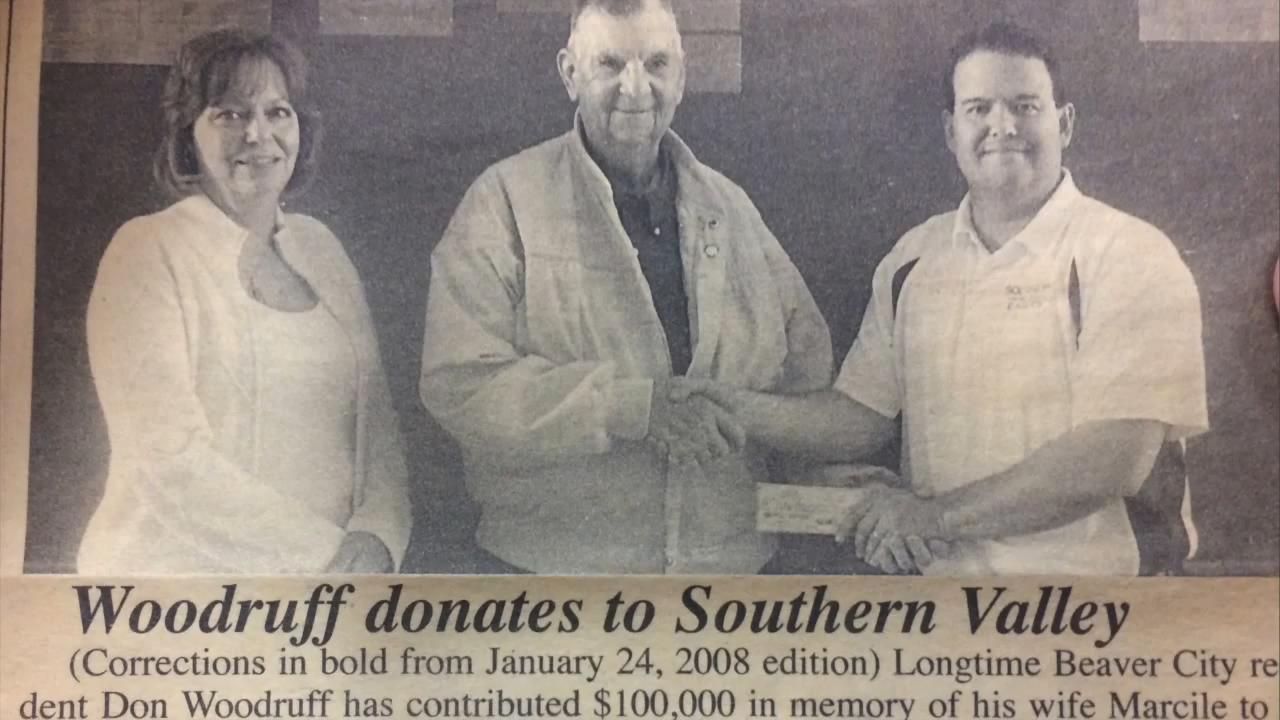 Woodruff donates to Southern Valley
(Corrections in bold from January 24, 2008 edition) Longtime Beaver City re
dent Don Woodruff has contributed $100,000 in memory of his wife Marcile to